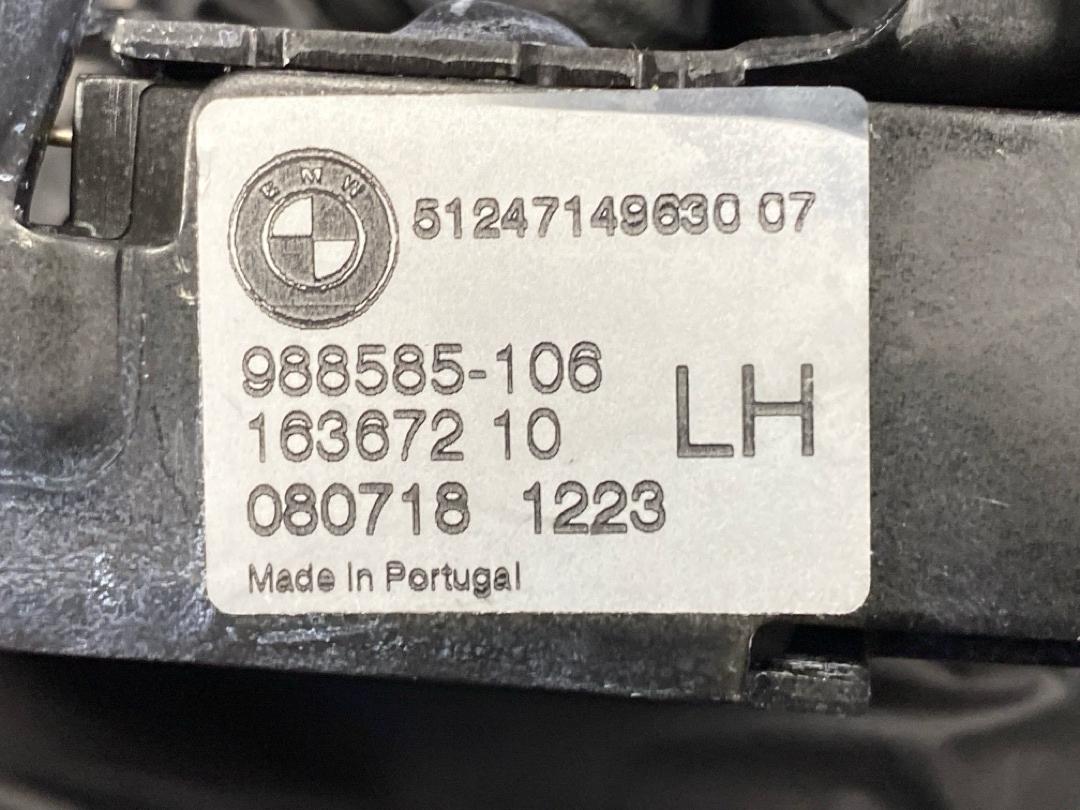 BMW
51247149630 07
988585-106
163672 10
LH
080718 1223
Made In Portugal